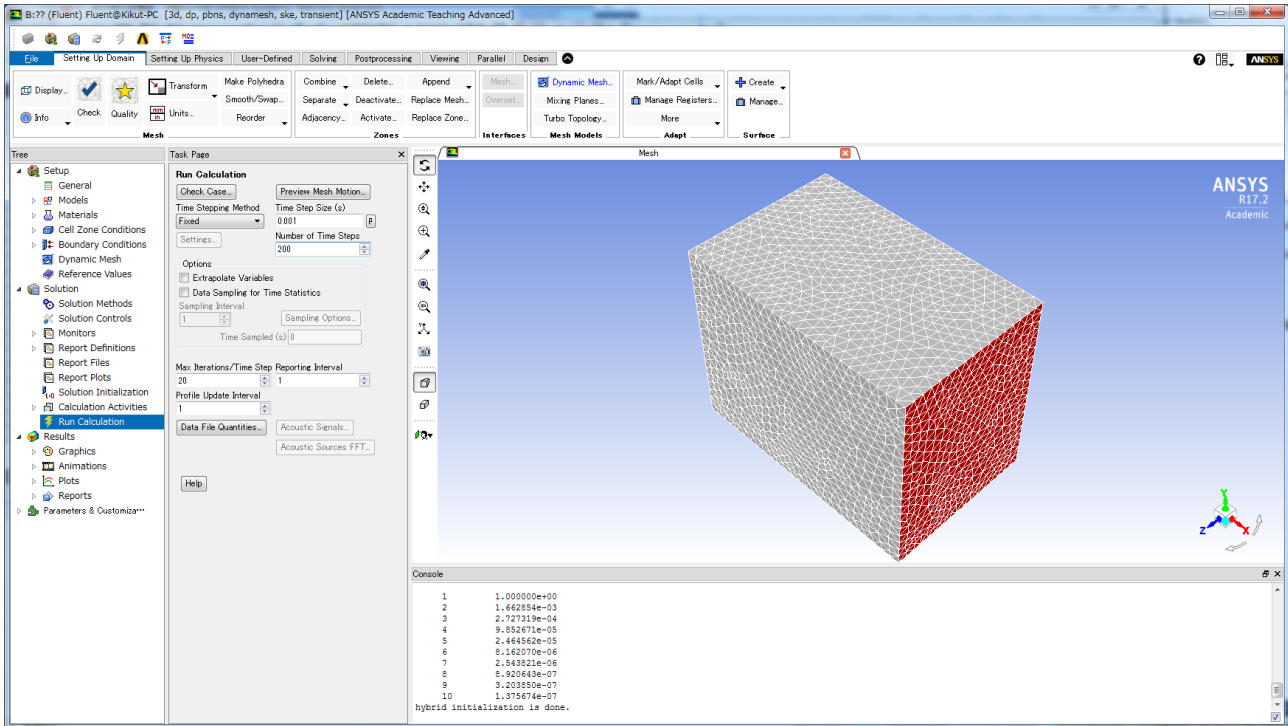 B:?? (Fluent) Fluent@Kikut-PC [3d, dp, pbns, dynamesh, ske, transient] [ANSYS Academic Teaching Advanced]
File Setting Up Domain Setting Up Physics User-Defined Solving Postprocessing Viewing Parallel Design ANSYS
Display... Transform Make Polyhedra Combine Delete... Append Mesh... Dynamic Mesh... Mark/Adapt Cells Create
Check Quality Smooth/Swap... Separate Deactivate... Replace Mesh... Overset... Mixing Planes... Manage Registers... Manage...
Info Units... Reorder Adjacency... Activate... Replace Zone... Turbo Topology... More
Mesh Zones Interfaces Mesh Models Adapt Surface
Tree
Setup
General
Models
Materials
Cell Zone Conditions
Boundary Conditions
Dynamic Mesh
Reference Values
Solution
Solution Methods
Solution Controls
Monitors
Report Definitions
Report Files
Report Plots
Solution Initialization
Calculation Activities
Run Calculation
Results
Graphics
Animations
Plots
Reports
Parameters & Customiza･･･
Task Page
Run Calculation
Check Case... Preview Mesh Motion...
Time Stepping Method Time Step Size (s)
Fixed 0.001 P
Settings... Number of Time Steps
200
Options
Extrapolate Variables
Data Sampling for Time Statistics
Sampling Interval
1 Sampling Options...
Time Sampled (s) 0
Max Iterations/Time Step Reporting Interval
20 1
Profile Update Interval
1
Data File Quantities... Acoustic Signals...
Acoustic Sources FFT...
Help
Mesh
ANSYS
R17.2
Academic
Y
Z X
Console
1 1.000000e+00
2 1.662854e-03
3 2.727319e-04
4 9.852671e-05
5 2.464562e-05
6 8.162070e-06
7 2.543821e-06
8 8.920643e-07
9 3.203850e-07
10 1.375674e-07
hybrid initialization is done.